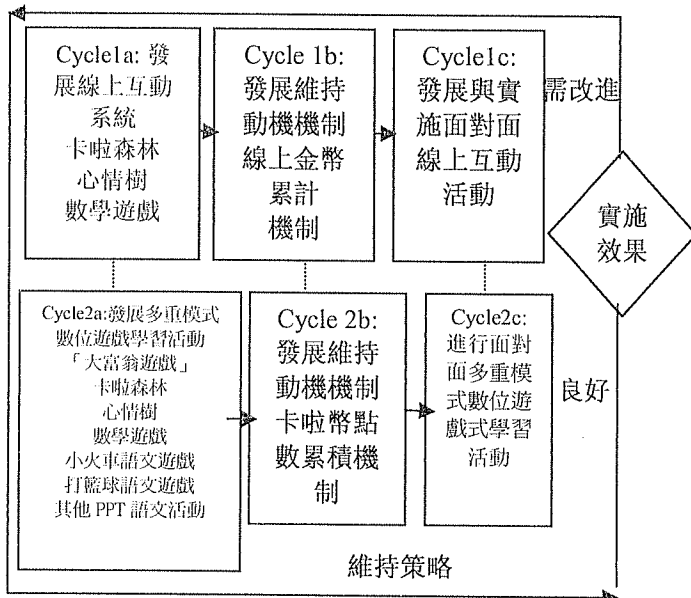 Cycle1a: 發
展線上互動
系統
卡啦森林
心情樹
數學遊戲
Cycle 1b:
發展維持
動機機制
線上金幣
累計
機制
Cycle1c:
發展與實
施面對面
線上互動
活動
需改進
實施
效果
Cycle2a:發展多重模式
數位遊戲學習活動
「大富翁遊戲」
卡啦森林
心情樹
數學遊戲
小火車語文遊戲
打籃球語文遊戲
其他 PPT 語文活動
Cycle 2b:
發展維持
動機機制
卡啦幣點
數累積機
制
Cycle2c:
進行面對
面多重模
式數位遊
戲式學習
活動
良好
維持策略